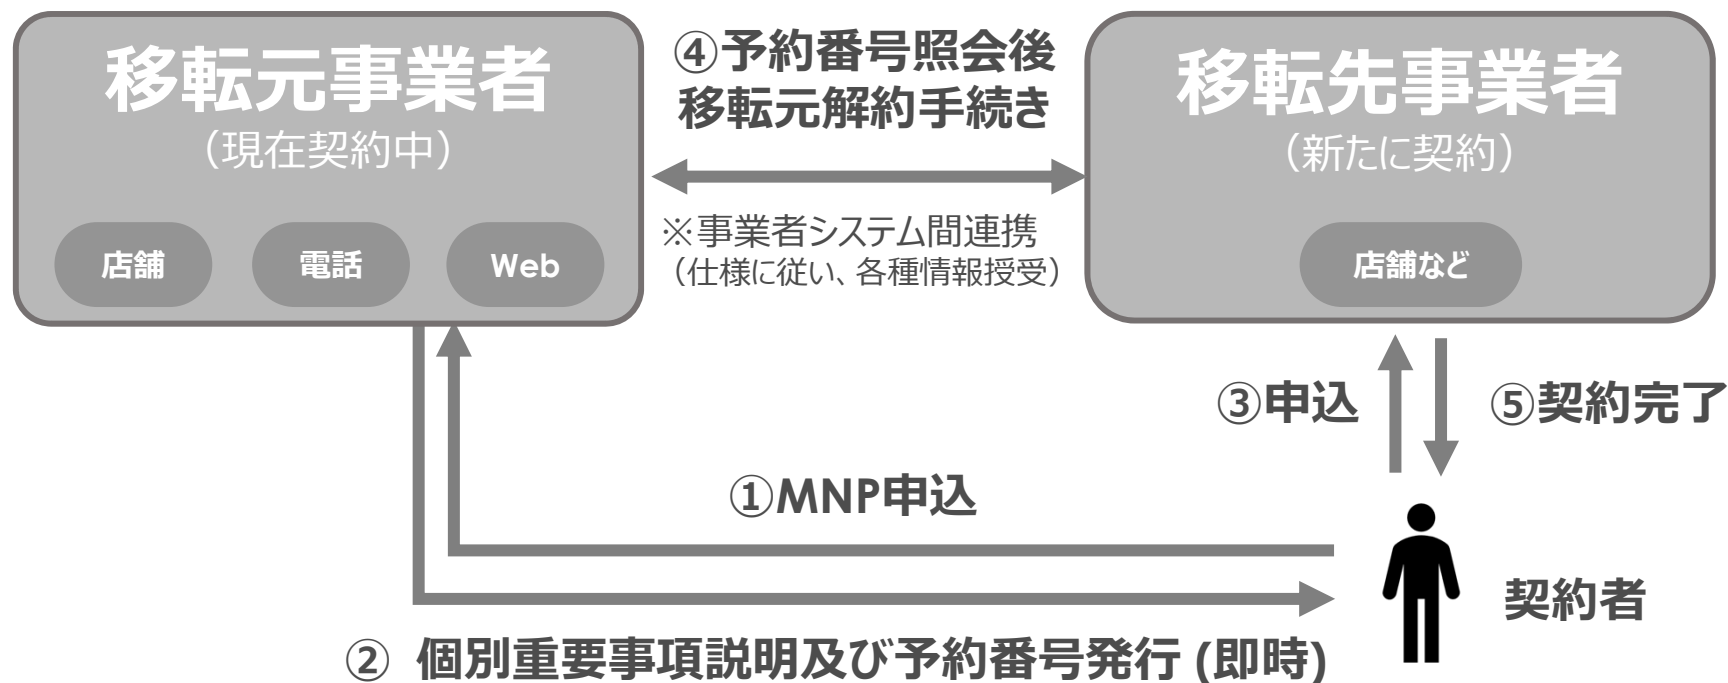 移転元事業者
（現在契約中）
店舗
電話
Web
④予約番号照会後
移転元解約手続き
※事業者システム間連携
（仕様に従い、各種情報授受）
移転先事業者
（新たに契約）
店舗など
③申込
⑤契約完了
①MNP申込
契約者
② 個別重要事項説明及び予約番号発行 (即時)